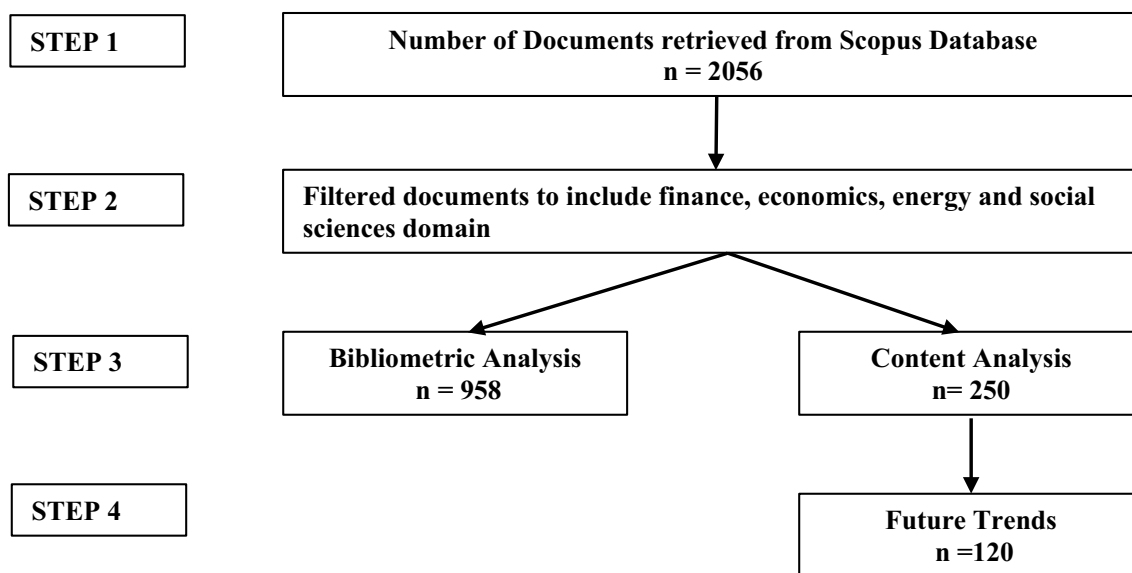 STEP 1
Number of Documents retrieved from Scopus Database
n = 2056
STEP 2
Filtered documents to include finance, economics, energy and social
sciences domain
STEP 3
Bibliometric Analysis
n = 958
Content Analysis
n= 250
STEP 4
Future Trends
n =120